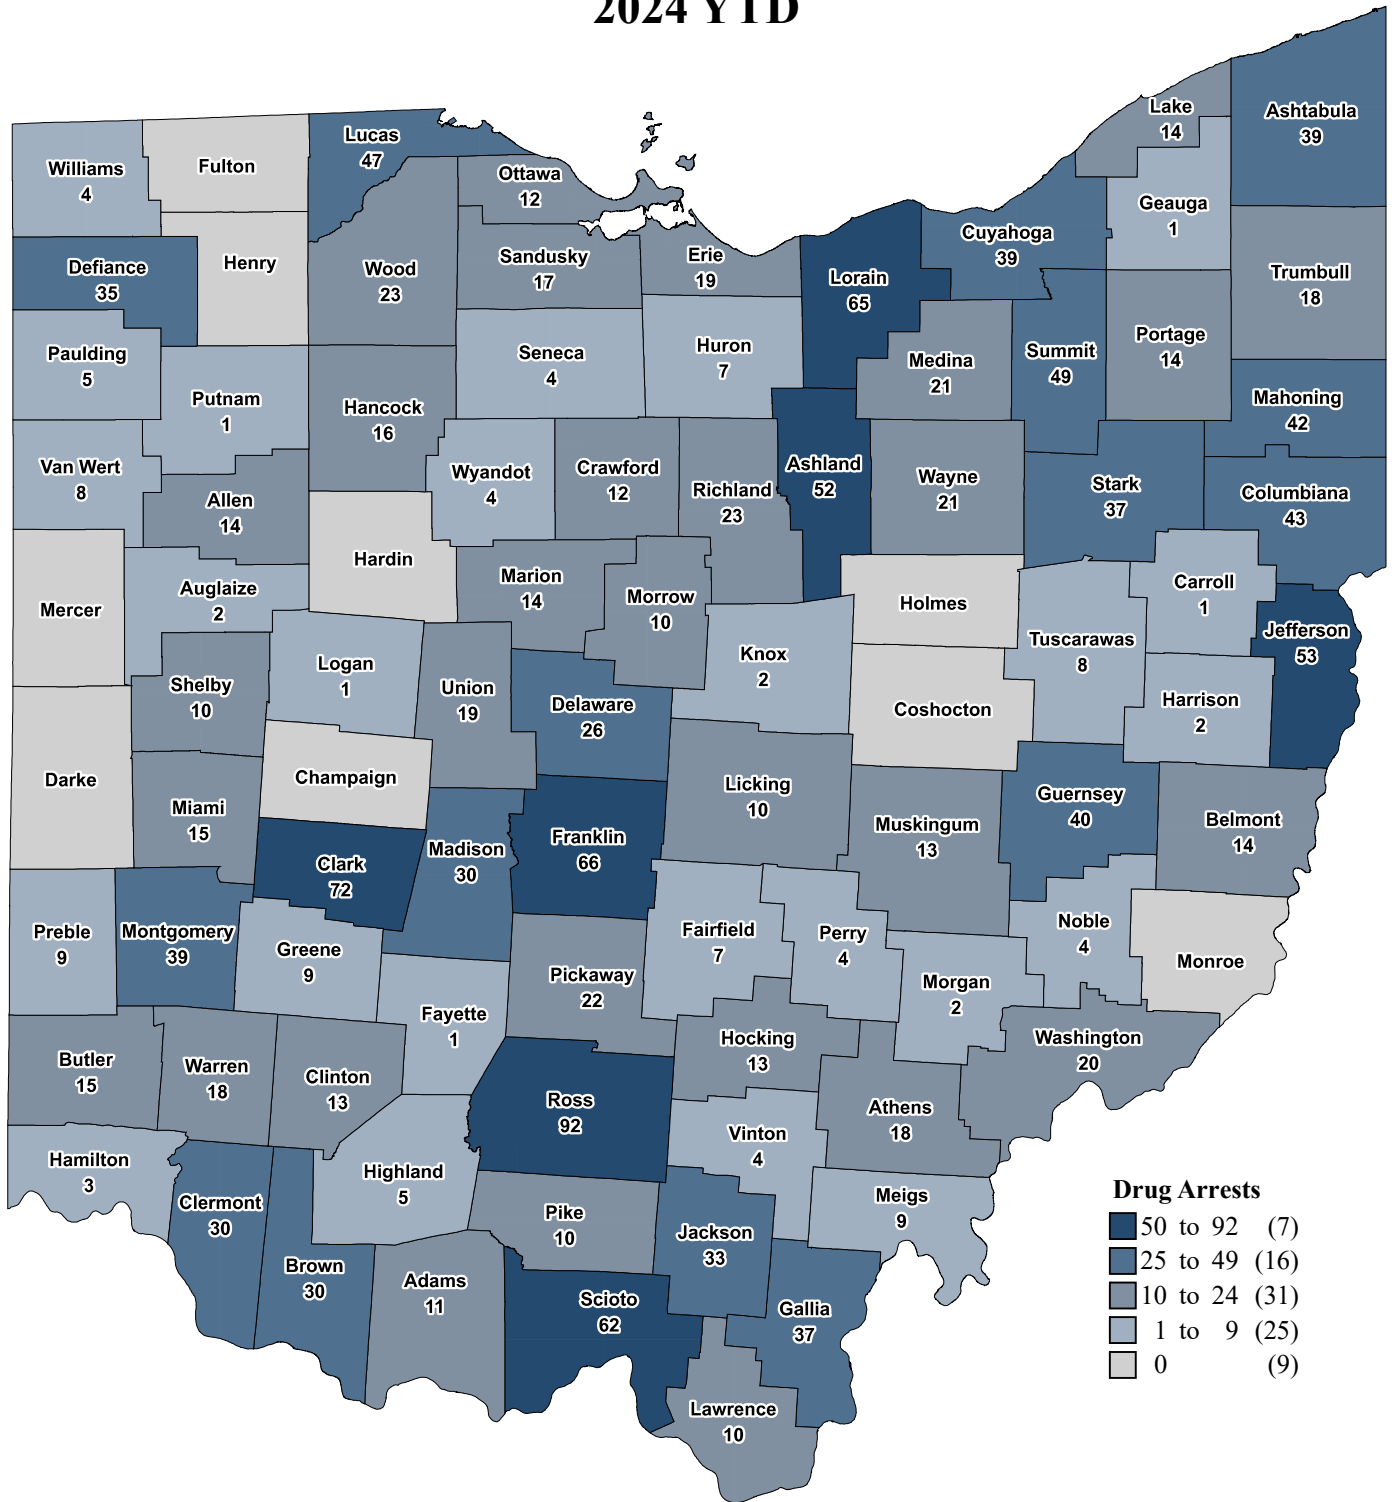 2024 YTD
Lake
14
Ashtabula
39
Lucas
47
Williams
4
Fulton
Ottawa
12
Geauga
1
Cuyahoga
39
Defiance
35
Henry
Wood
23
Sandusky
17
Erie
19
Lorain
65
Trumbull
18
Paulding
5
Seneca
4
Huron
7
Medina
21
Summit
49
Portage
14
Putnam
1
Hancock
16
Mahoning
42
Van Wert
8
Allen
14
Wyandot
4
Crawford
12
Richland
23
Ashland
52
Wayne
21
Stark
37
Columbiana
43
Mercer
Auglaize
2
Hardin
Marion
14
Morrow
10
Holmes
Carroll
1
Jefferson
53
Tuscarawas
8
Logan
1
Knox
2
Shelby
10
Union
19
Delaware
26
Coshocton
Harrison
2
Darke
Champaign
Licking
10
Guernsey
40
Miami
15
Muskingum
13
Belmont
14
Clark
72
Madison
30
Franklin
66
Preble
9
Montgomery
39
Greene
9
Fairfield
7
Perry
4
Noble
4
Monroe
Pickaway
22
Morgan
2
Fayette
1
Hocking
13
Washington
20
Butler
15
Warren
18
Clinton
13
Ross
92
Athens
18
Vinton
4
Hamilton
3
Highland
5
Meigs
9
Clermont
30
Pike
10
Jackson
33
Brown
30
Adams
11
Scioto
62
Gallia
37
Lawrence
10
Drug Arrests
50 to 92 (7)
25 to 49 (16)
10 to 24 (31)
1 to 9 (25)
0 (9)